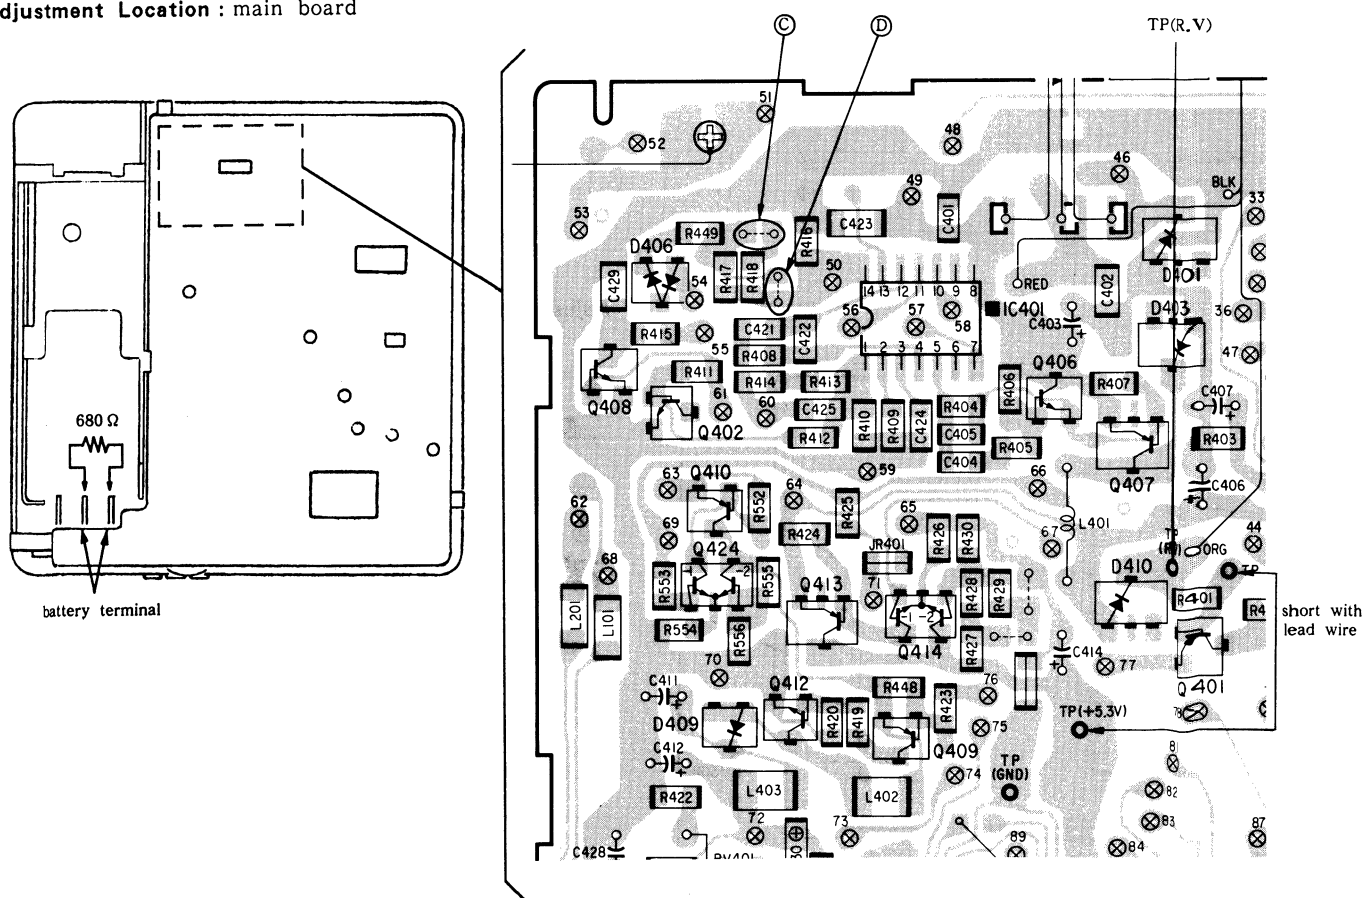 djustment Location : main board
Ⓒ
Ⓓ
TP(R.V)
51
52
48
46
BLK
33
49
53
R449
R416
C423
C401
D406
C429
R417
R418
54
50
14 13 12 11 10 9 8
RED
C402
D401
36
56
57
58
IC401
C403
D403
R415
55
C421
C422
R408
1 2 3 4 5 6 7
47
R411
R414
R413
Q406
R406
R407
C407
Q408
61
60
C425
R410
R409
C424
R404
Q402
R412
C405
R405
R403
C404
680 Ω
59
66
Q407
C406
63
Q410
R552
64
R425
62
65
R426
R430
L401
69
R424
67
TP
ORG
44
Q424
JR401
68
-1 -2
R553
R555
Q413
71
R428
R429
D410
TP
battery terminal
L201
L101
R401
R4
short with
lead wire
R554
R556
-1 -2
Q414
R427
C414
77
70
C411
Q412
R448
R423
76
Q401
78
D409
R420
R419
TP(+5.3V)
75
Q409
C412
TP
(GND)
81
74
R422
L403
L402
82
72
73
83
87
C428
RV401
89
84